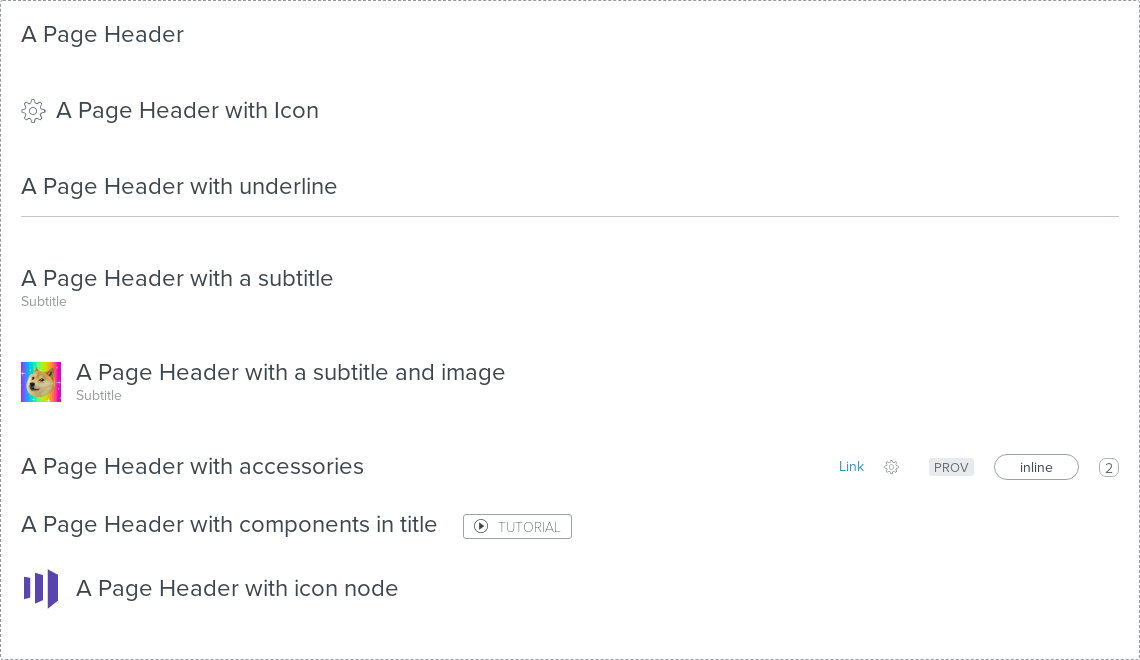 A Page Header
A Page Header with Icon
A Page Header with underline
A Page Header with a subtitle
Subtitle
A Page Header with a subtitle and image
Subtitle
A Page Header with accessories Link PROV inline 2
A Page Header with components in title TUTORIAL
A Page Header with icon node